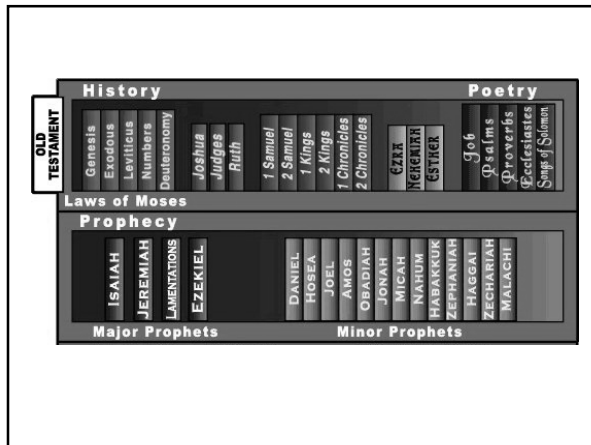 OLD
TESTAMENT
History
Poetry
Genesis
Exodous
Leviticus
Numbers
Deuteronomy
Joshua
Judges
Ruth
1 Samuel
2 Samuel
1 Kings
2 Kings
1 Chronicles
2 Chronicles
EZRA
NEHEMIAH
ESTHER
Job
Psalms
Proverbs
Ecclesiastes
Songs of Solomon
Laws of Moses
Prophecy
ISAIAH
JEREMIAH
LAMENTATIONS
EZEKIEL
DANIEL
HOSEA
JOEL
AMOS
OBADIAH
JONAH
MICAH
NAHUM
HABAKKUK
ZEPHANIAH
HAGGAI
ZECHARIAH
MALACHI
Major Prophets
Minor Prophets